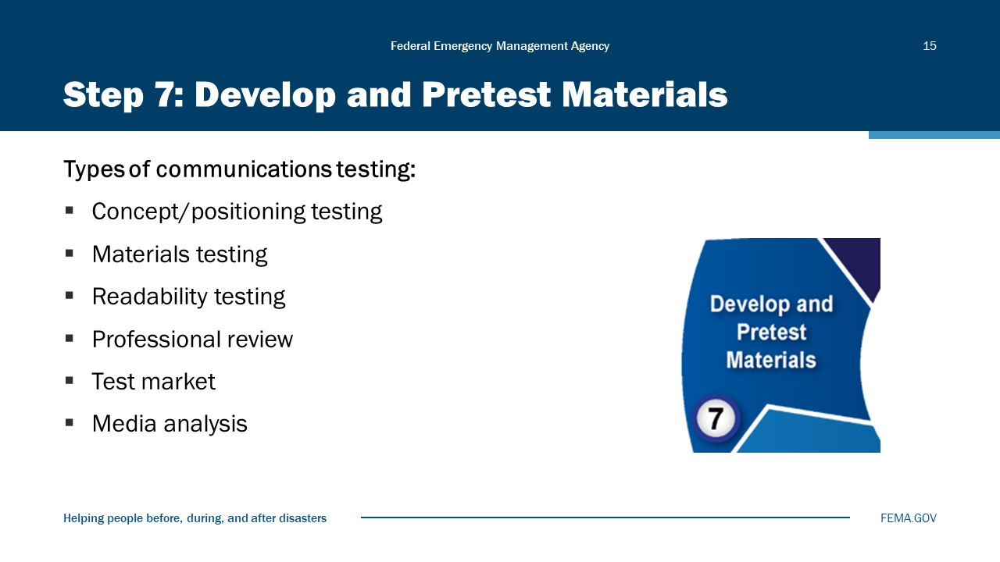 Federal Emergency Management Agency
15
Step 7: Develop and Pretest Materials
Types of communications testing:
▪ Concept/positioning testing
▪ Materials testing
▪ Readability testing
▪ Professional review
▪ Test market
▪ Media analysis
Develop and
Pretest
Materials
7
Helping people before, during, and after disasters
FEMA.GOV